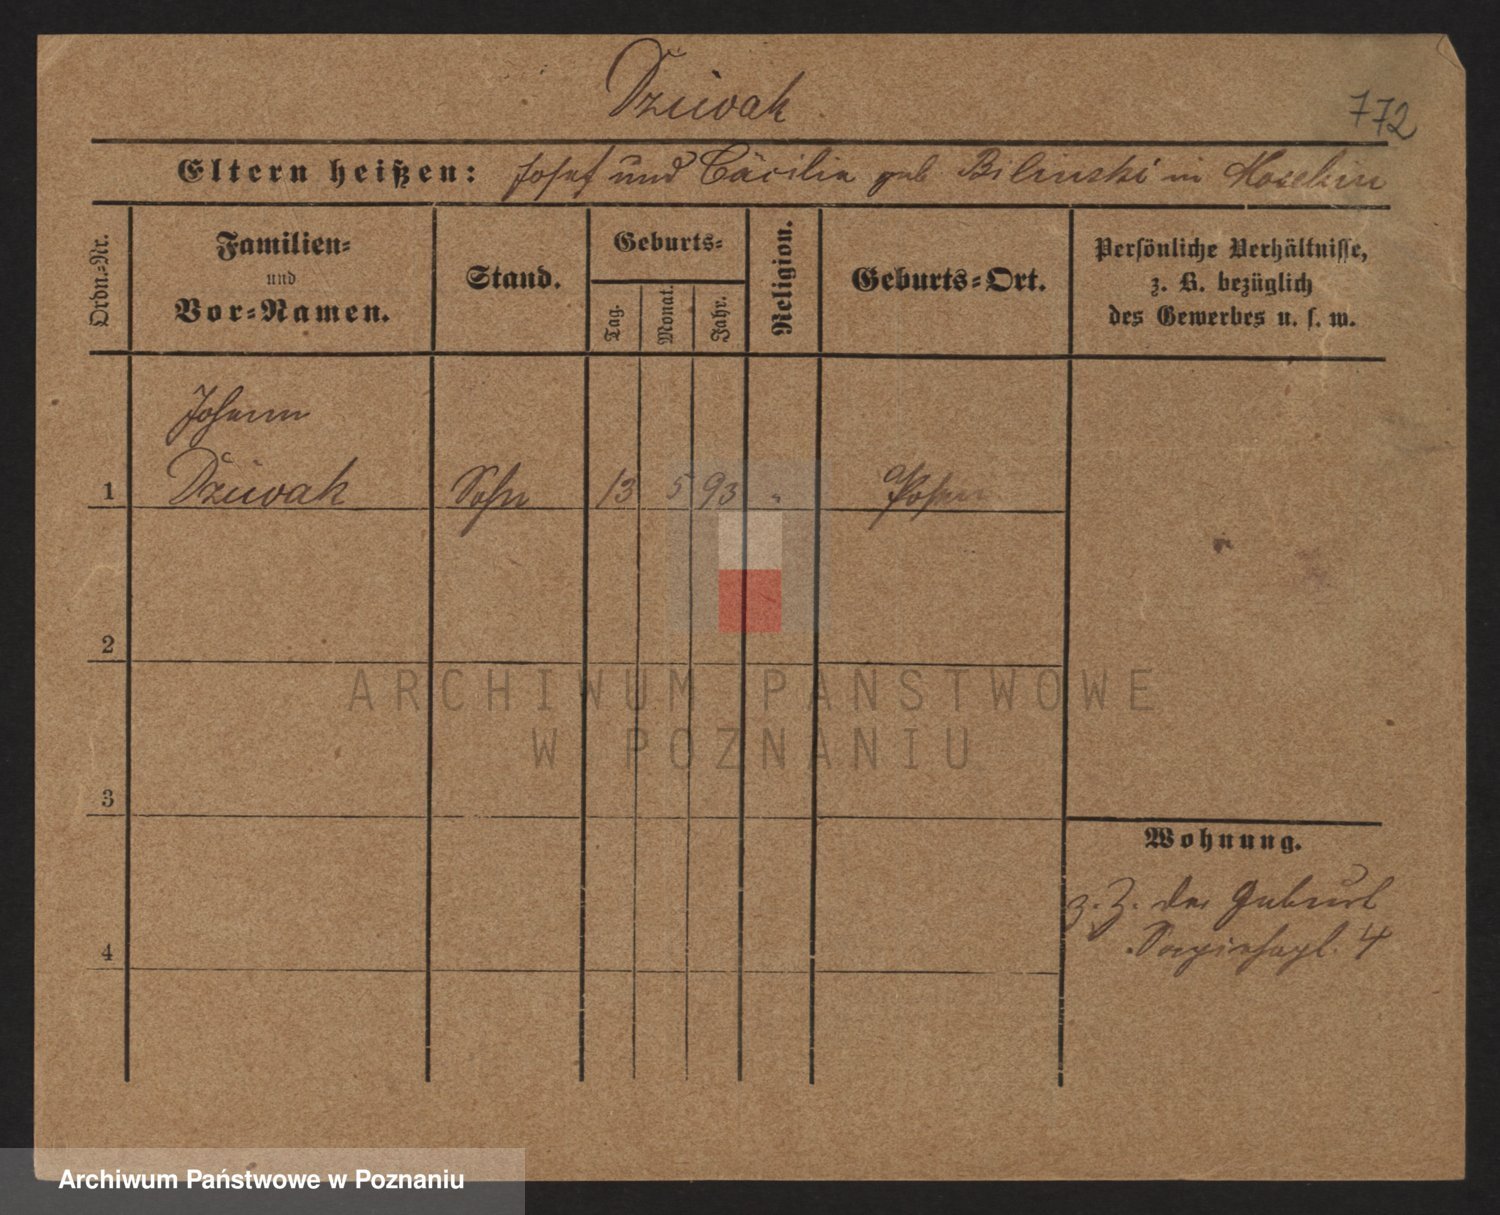 Dziwak
772
Eltern heißen: Josef und Cäcilie geb Bilinski in
Ordn.-Nr.
Familien-
und
Vor-Namen.
Stand.
Geburts-
Tag.
Monat.
Jahr.
Religion.
Geburts-Ort.
Persönliche Verhältnisse,
z. B. bezüglich
des Gewerbes u. s. w.
Johann
1 Dziwak Sohn 13 5 93 " Posen
2
3
4
Wohnung.
z. Z. der Geburt
4
ARCHIWUM PAŃSTWOWE
W POZNANIU
Archiwum Państwowe w Poznaniu